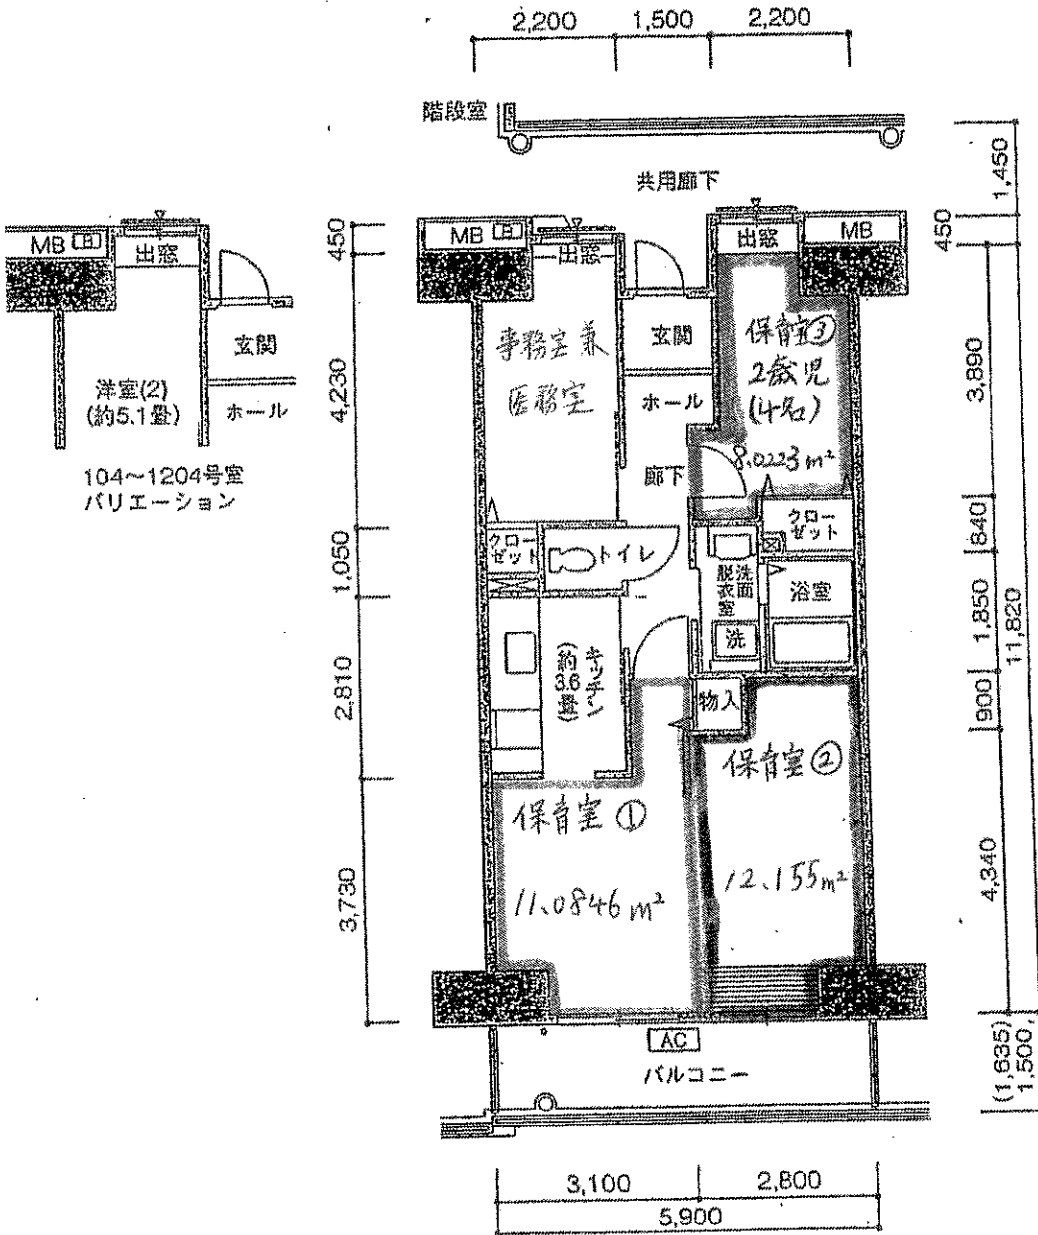 2,200 1,500 2,200
階段室
共用廊下
1,450
450
450
MB B
出窓
MB B
出窓
出窓
MB
玄関
ホール
洋室(2)
(約5.1畳)
104～1204号室
バリエーション
4,230
事務室兼
医務室
玄関
ホール
廊下
保育室③
2歳児
(4名)
8.0223m²
3,890
クローゼット
トイレ
洗面
脱衣室
洗
クローゼット
浴室
1,050
840
1,850
11,820
キッチン
(約3.6畳)
物入
2,810
900
保育室①
11.0846m²
保育室②
12.155m²
3,730
4,340
AC
バルコニー
(1,635)
1,500
3,100 2,800
5,900